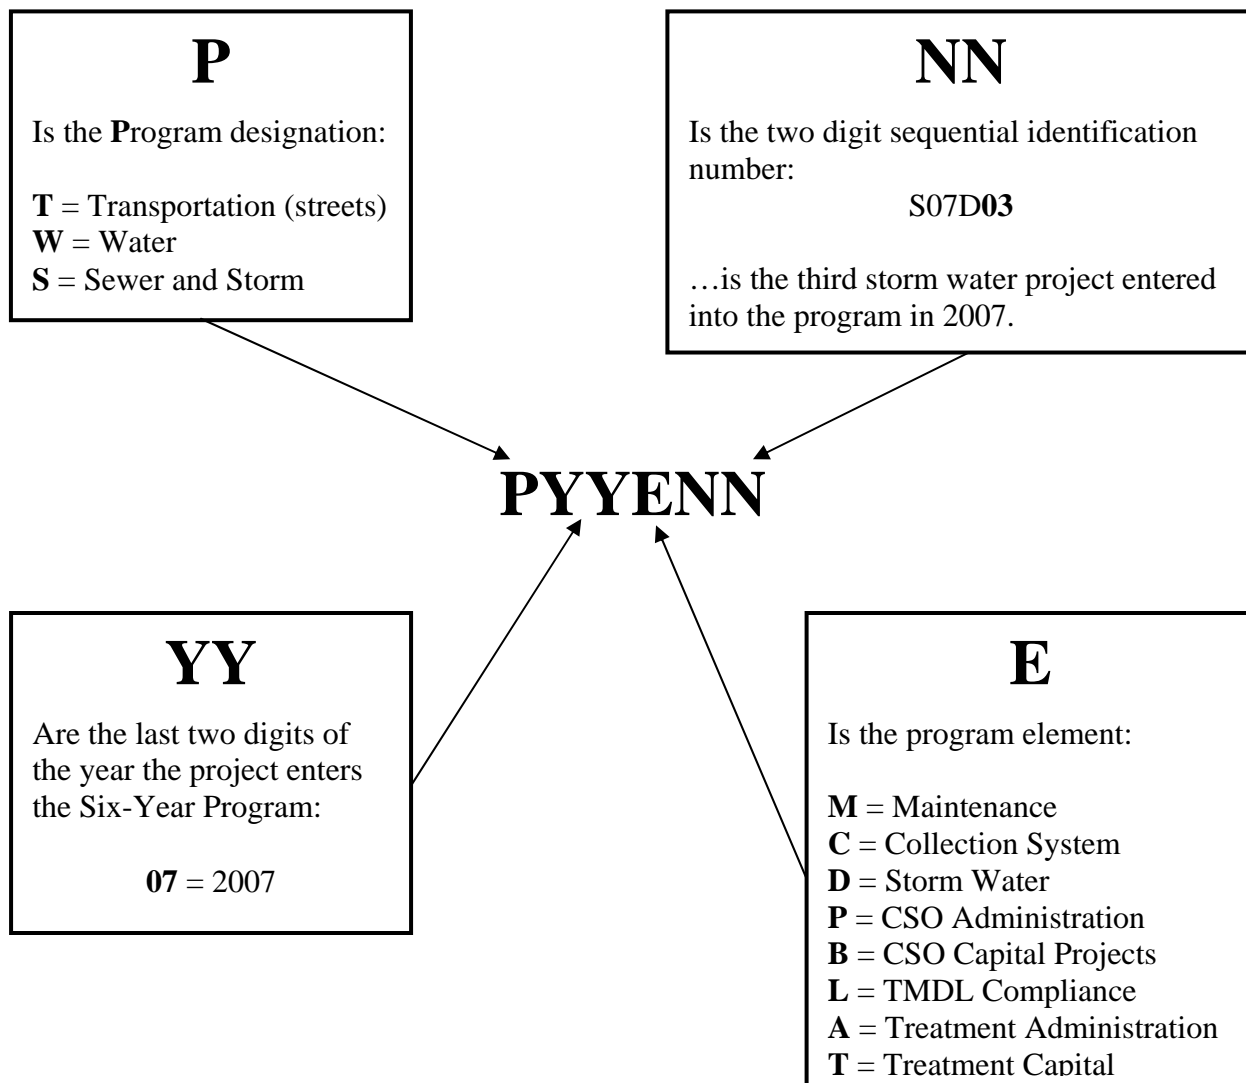 P
Is the Program designation:
T = Transportation (streets)
W = Water
S = Sewer and Storm
NN
Is the two digit sequential identification
number:
S07D03
…is the third storm water project entered
into the program in 2007.
PYYENN
YY
Are the last two digits of
the year the project enters
the Six-Year Program:
07 = 2007
E
Is the program element:
M = Maintenance
C = Collection System
D = Storm Water
P = CSO Administration
B = CSO Capital Projects
L = TMDL Compliance
A = Treatment Administration
T = Treatment Capital